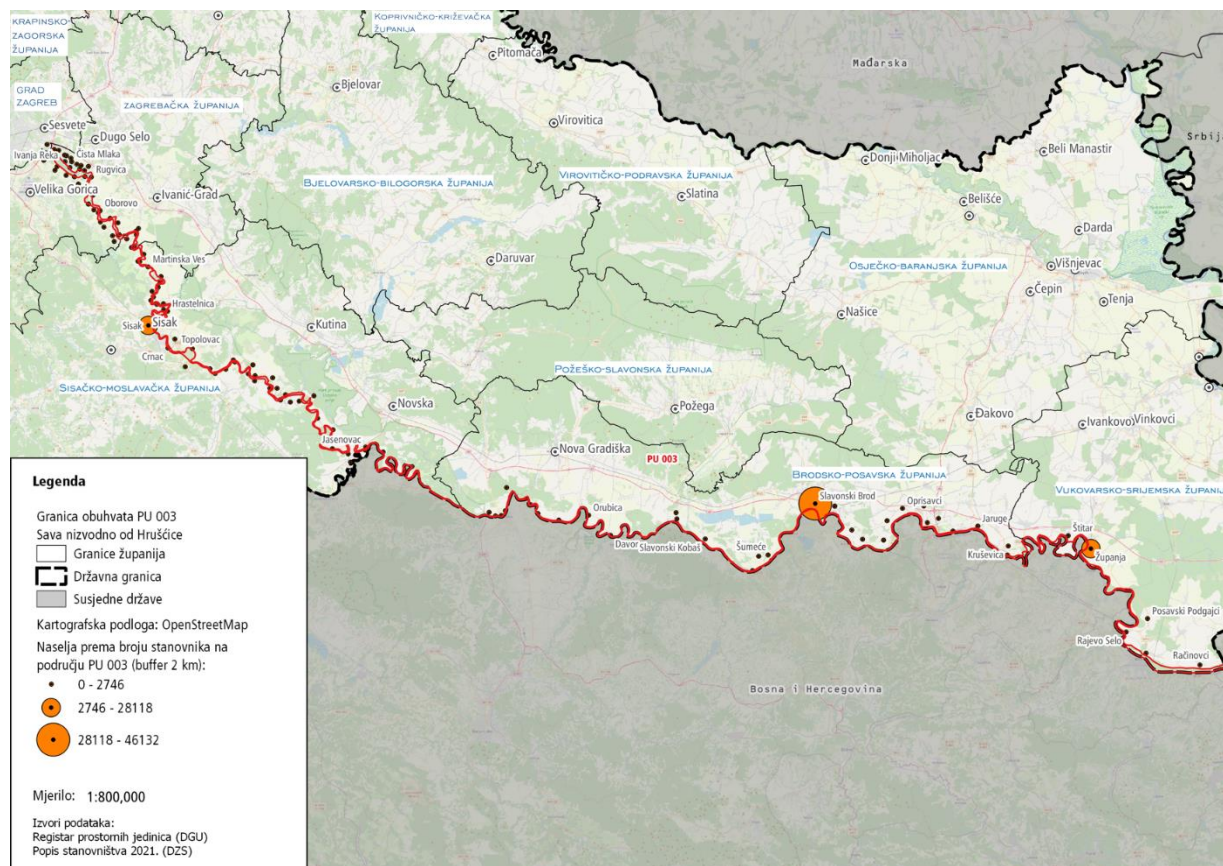 KRAPINSKO-
ZAGORSKA
ŽUPANIJA
KOPRIVNIČKO-KRIŽEVAČKA
ŽUPANIJA
Pitomača
Mađarska
GRAD
ZAGREB
ZAGREBAČKA ŽUPANIJA
Bjelovar
Sesvete
Dugo Selo
Virovitica
Srbij
Ivanja Reka
Čista Mlaka
Rugvica
Donji Miholjac
Beli Manastir
Velika Gorica
Ivanić-Grad
BJELOVARSKO-BILOGORSKA ŽUPANIJA
VIROVITIČKO-PODRAVSKA ŽUPANIJA
Slatina
Belišće
Oborovo
Darda
Martinska Ves
Daruvar
OSJEČKO-BARANJSKA ŽUPANIJA
Višnjevac
Čepin
Tenja
Hrastelnica
Sisak
Sisak
Kutina
Našice
Topolovac
Crnac
SISAČKO-MOSLAVAČKA ŽUPANIJA
POŽEŠKO-SLAVONSKA ŽUPANIJA
Novska
Požega
Đakovo
Ivankovo
Vinkovci
Jasenovac
Nova Gradiška
PU 003
BRODSKO-POSAVSKA ŽUPANIJA
VUKOVARSKO-SRIJEMSKA ŽUPANIJ
Slavonski Brod
Orubica
Oprisavci
Jaruge
Štitar
Davor
Slavonski Kobaš
Šumeće
Kruševica
Županja
Posavski Podgajci
Rajevo Selo
Račinovci
Bosna i Hercegovina
Legenda
Granica obuhvata PU 003
Sava nizvodno od Hrušćice
Granice županija
Državna granica
Susjedne države
Kartografska podloga: OpenStreetMap
Naselja prema broju stanovnika na
području PU 003 (buffer 2 km):
0 - 2746
2746 - 28118
28118 - 46132
Mjerilo: 1:800,000
Izvori podataka:
Registar prostornih jedinica (DGU)
Popis stanovništva 2021. (DZS)